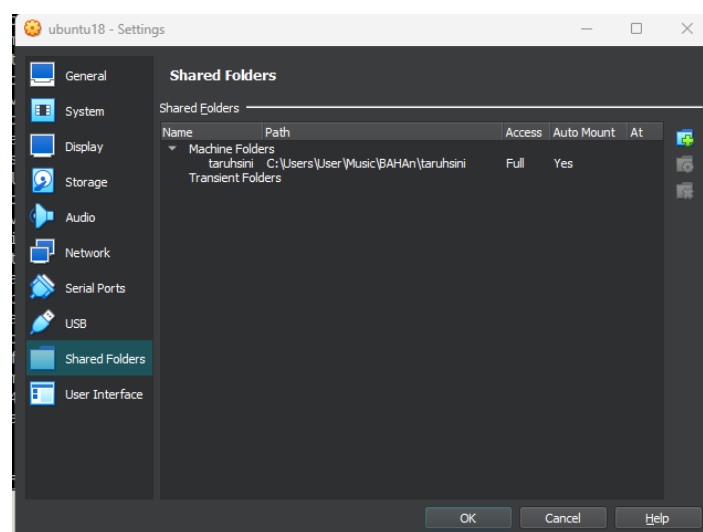 ubuntu18 - Settings
General
System
Display
Storage
Audio
Network
Serial Ports
USB
Shared Folders
User Interface
Shared Folders
Shared Folders
Name Path Access Auto Mount At
Machine Folders
taruhsini C:\Users\User\Music\BAHAn\taruhsini Full Yes
Transient Folders
OK Cancel Help